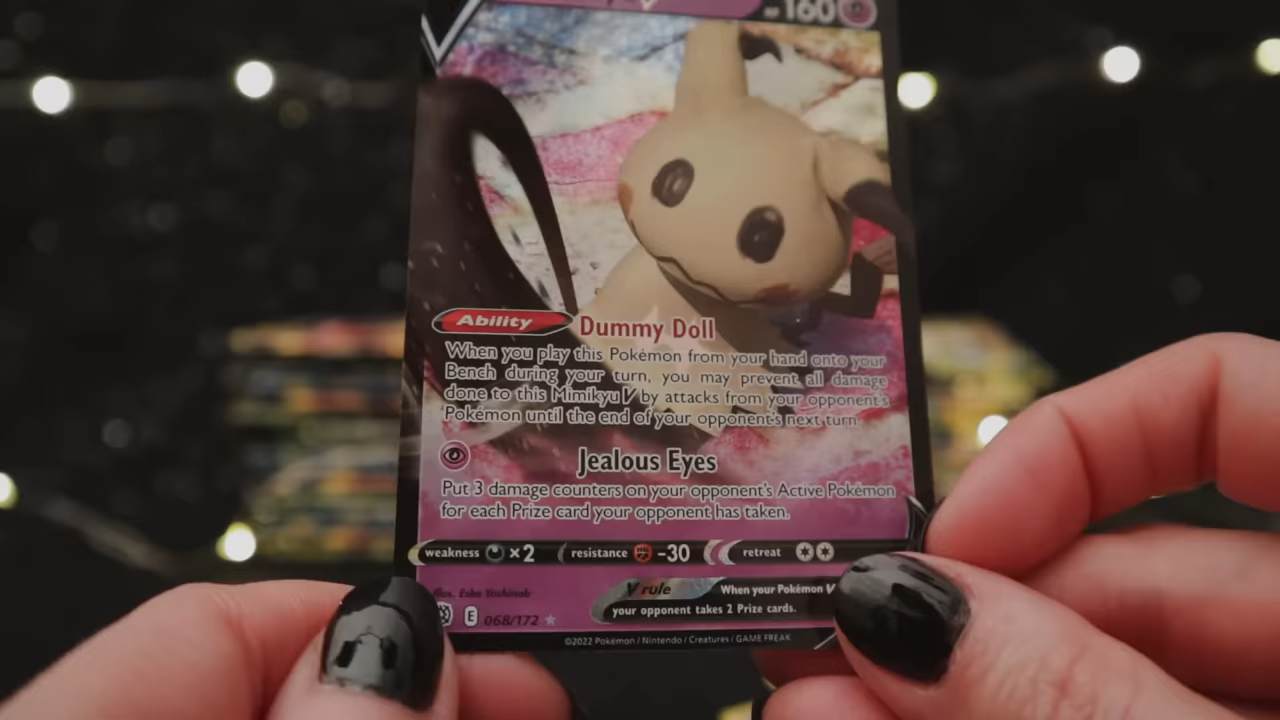 160
Ability Dummy Doll
When you play this Pokémon from your hand onto your
Bench during your turn, you may prevent all damage
done to this Mimikyu V by attacks from your opponent's
Pokémon until the end of your opponent's next turn.
Jealous Eyes
Put 3 damage counters on your opponent's Active Pokémon
for each Prize card your opponent has taken.
weakness ×2 resistance -30 retreat
Illus. Eske Yoshinob
V rule When your Pokémon V
your opponent takes 2 Prize cards.
E 068/172
©2022 Pokémon / Nintendo / Creatures / GAME FREAK